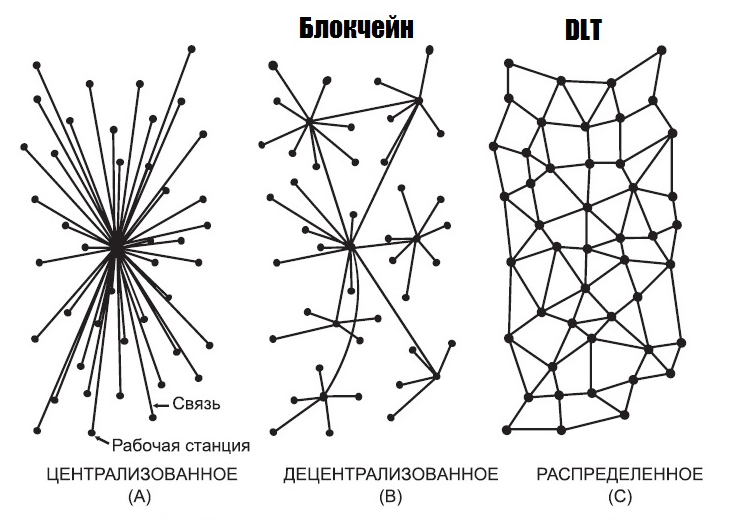 Блокчейн
DLT
Связь
Рабочая станция
ЦЕНТРАЛИЗОВАННОЕ
(A)
ДЕЦЕНТРАЛИЗОВАННОЕ
(B)
РАСПРЕДЕЛЕННОЕ
(C)